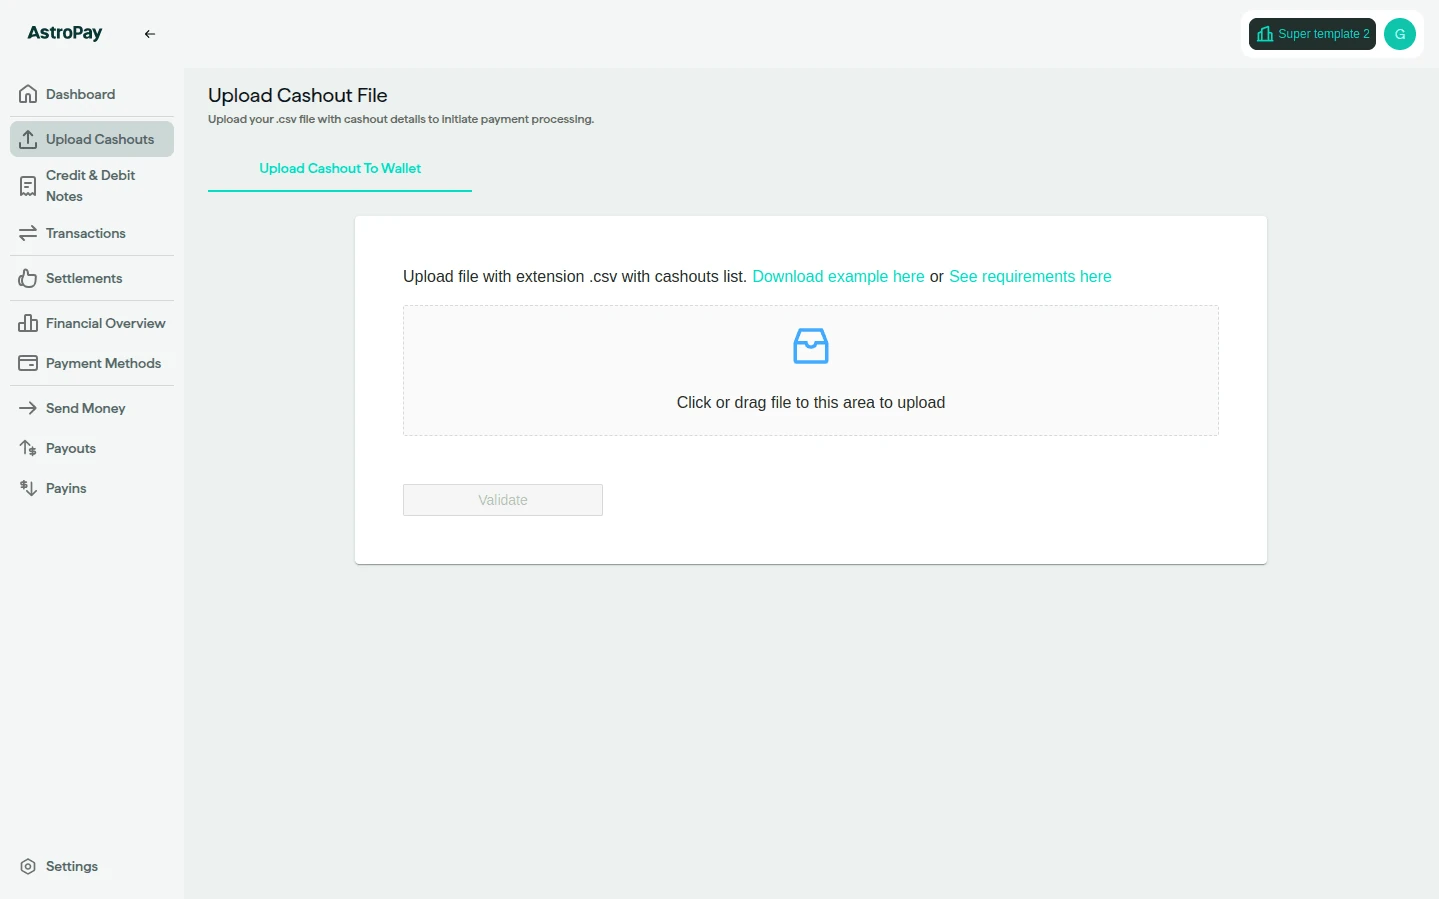 AstroPay
Super template 2
G
Dashboard
Upload Cashouts
Credit & Debit
Notes
Transactions
Settlements
Financial Overview
Payment Methods
Send Money
Payouts
Payins
Settings
Upload Cashout File
Upload your .csv file with cashout details to initiate payment processing.
Upload Cashout To Wallet
Upload file with extension .csv with cashouts list. Download example here or See requirements here
Click or drag file to this area to upload
Validate